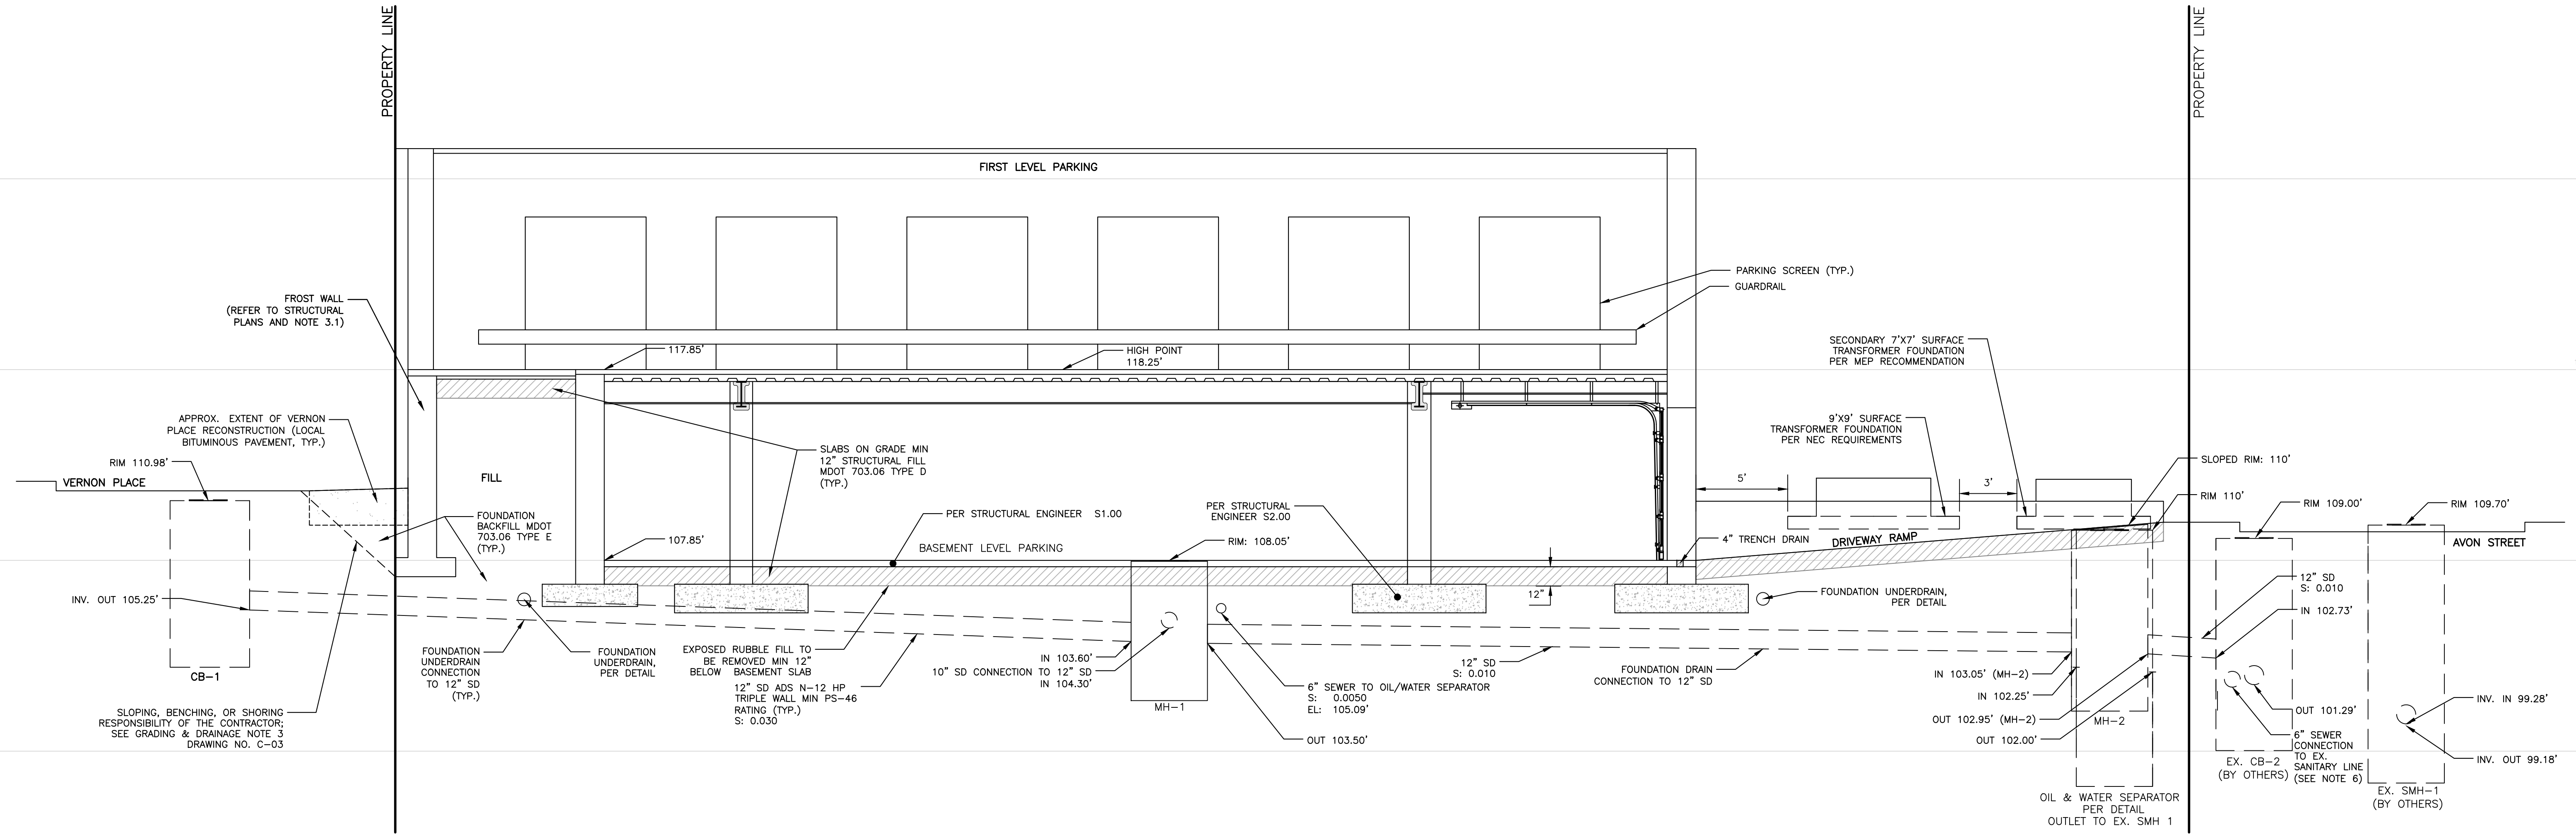 PROPERTY LINE
PROPERTY LINE
FIRST LEVEL PARKING
PARKING SCREEN (TYP.)
GUARDRAIL
FROST WALL
(REFER TO STRUCTURAL
PLANS AND NOTE 3.1)
117.85'
HIGH POINT
118.25'
SECONDARY 7'X7' SURFACE
TRANSFORMER FOUNDATION
PER MEP RECOMMENDATION
APPROX. EXTENT OF VERNON
PLACE RECONSTRUCTION (LOCAL
BITUMINOUS PAVEMENT, TYP.)
9'X9' SURFACE
TRANSFORMER FOUNDATION
PER NEC REQUIREMENTS
SLABS ON GRADE MIN
12" STRUCTURAL FILL
MDOT 703.06 TYPE D
(TYP.)
RIM 110.98'
VERNON PLACE
FILL
5'
3'
SLOPED RIM: 110'
RIM 110'
RIM 109.00'
RIM 109.70'
FOUNDATION
BACKFILL MDOT
703.06 TYPE E
(TYP.)
PER STRUCTURAL ENGINEER S1.00
PER STRUCTURAL
ENGINEER S2.00
107.85'
BASEMENT LEVEL PARKING
RIM: 108.05'
4" TRENCH DRAIN
DRIVEWAY RAMP
AVON STREET
12"
INV. OUT 105.25'
FOUNDATION UNDERDRAIN,
PER DETAIL
12" SD
S: 0.010
IN 102.73'
CB-1
FOUNDATION
UNDERDRAIN
CONNECTION
TO 12" SD
(TYP.)
FOUNDATION
UNDERDRAIN,
PER DETAIL
EXPOSED RUBBLE FILL TO
BE REMOVED MIN 12"
BELOW BASEMENT SLAB
12" SD ADS N-12 HP
TRIPLE WALL MIN PS-46
RATING (TYP.)
S: 0.030
IN 103.60'
10" SD CONNECTION TO 12" SD
IN 104.30'
MH-1
6" SEWER TO OIL/WATER SEPARATOR
S: 0.0050
EL: 105.09'
OUT 103.50'
12" SD
S: 0.010
FOUNDATION DRAIN
CONNECTION TO 12" SD
IN 103.05' (MH-2)
IN 102.25'
OUT 102.95' (MH-2)
OUT 102.00'
MH-2
OUT 101.29'
6" SEWER
CONNECTION
TO EX.
SANITARY LINE
(SEE NOTE 6)
INV. IN 99.28'
INV. OUT 99.18'
SLOPING, BENCHING, OR SHORING
RESPONSIBILITY OF THE CONTRACTOR;
SEE GRADING & DRAINAGE NOTE 3
DRAWING NO. C-03
EX. CB-2
(BY OTHERS)
EX. SMH-1
(BY OTHERS)
OIL & WATER SEPARATOR
PER DETAIL
OUTLET TO EX. SMH 1